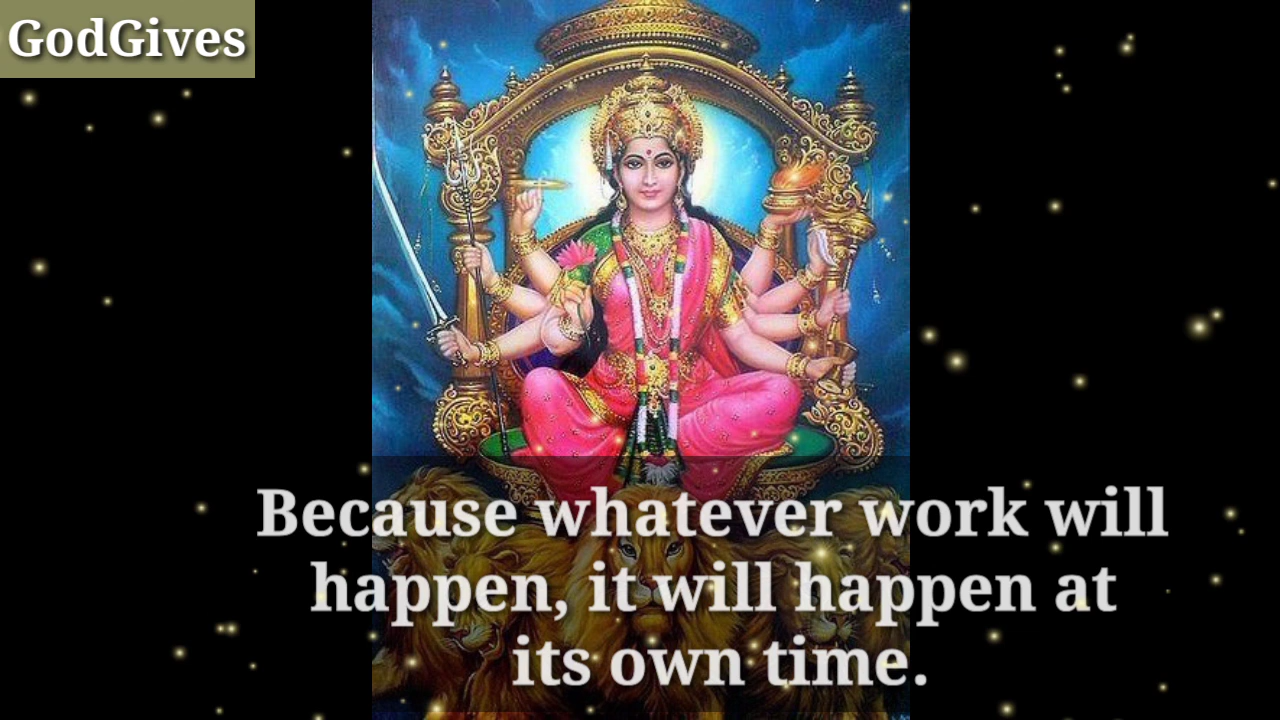 GodGives
Because whatever work will
happen, it will happen at
its own time.